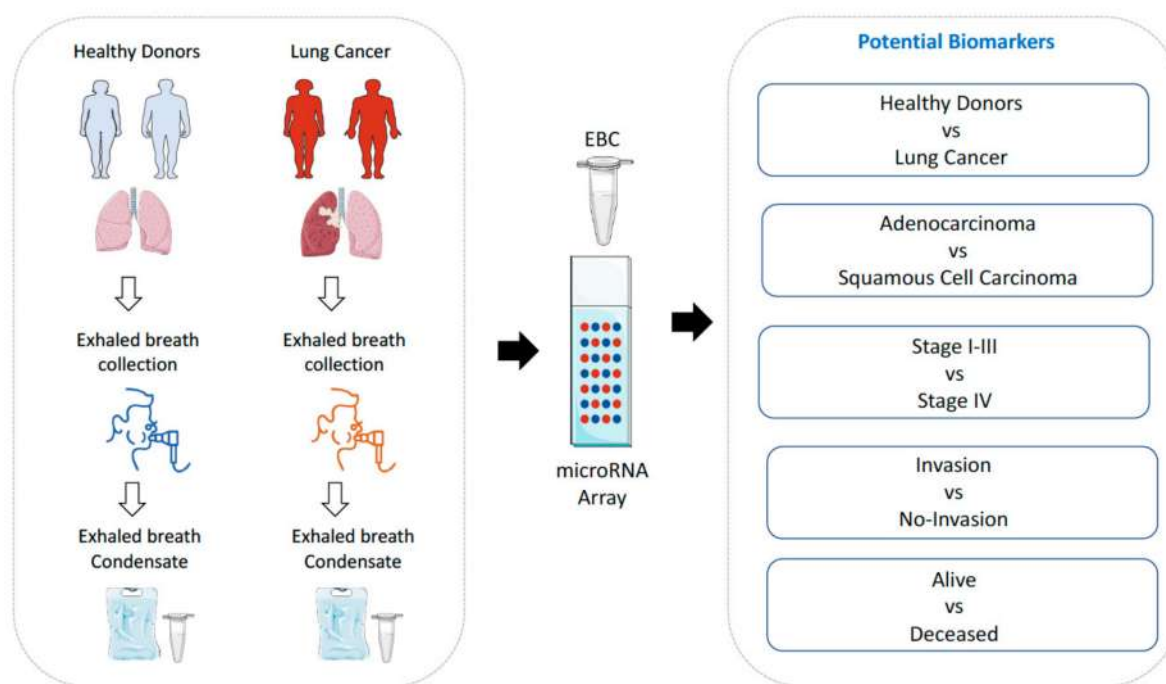 Healthy Donors
Exhaled breath
collection
Exhaled breath
Condensate
Lung Cancer
Exhaled breath
collection
Exhaled breath
Condensate
EBC
microRNA
Array
Potential Biomarkers
Healthy Donors
vs
Lung Cancer
Adenocarcinoma
vs
Squamous Cell Carcinoma
Stage I-III
vs
Stage IV
Invasion
vs
No-Invasion
Alive
vs
Deceased